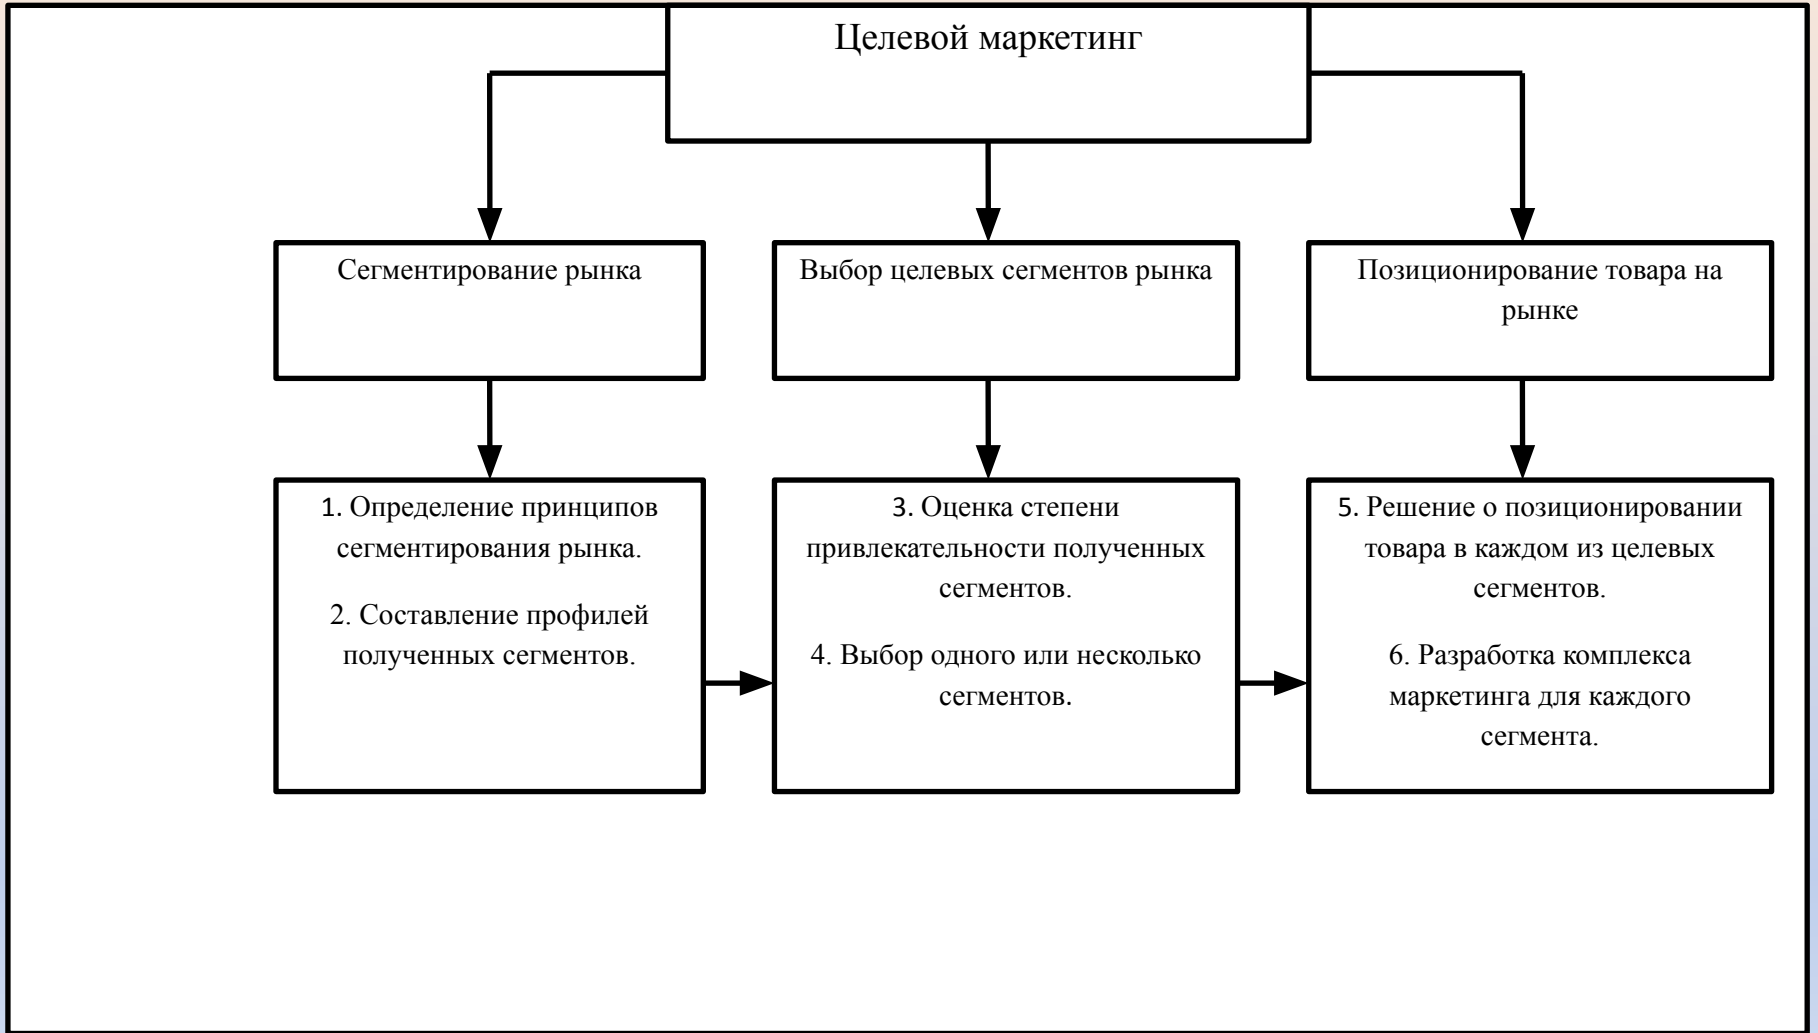 Целевой маркетинг
Сегментирование рынка
Выбор целевых сегментов рынка
Позиционирование товара на
рынке
1. Определение принципов
сегментирования рынка.
2. Составление профилей
полученных сегментов.
3. Оценка степени
привлекательности полученных
сегментов.
4. Выбор одного или несколько
сегментов.
5. Решение о позиционировании
товара в каждом из целевых
сегментов.
6. Разработка комплекса
маркетинга для каждого
сегмента.